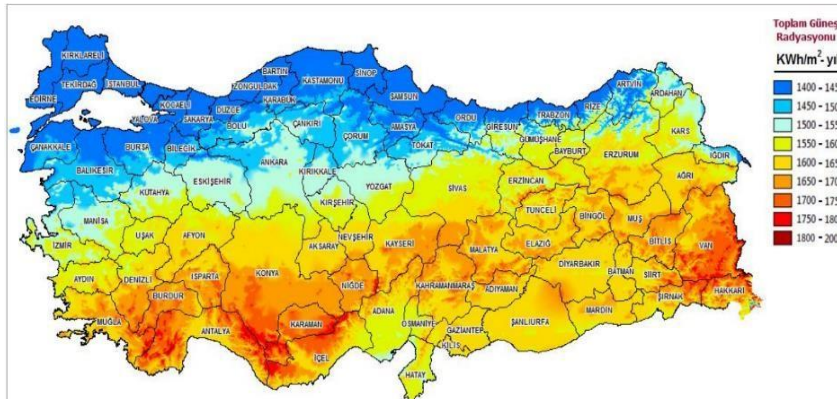 Toplam Güneş
Radyasyonu
KWh/m²- yıl
1400 - 145
1450 - 150
1500 - 155
1550 - 160
1600 - 165
1650 - 170
1700 - 175
1750 - 180
1800 - 200
KIRKLARELİ
EDİRNE
TEKİRDAĞ
İSTANBUL
KOCAELİ
YALOVA
SAKARYA
DÜZCE
BOLU
ZONGULDAK
BARTIN
KARABÜK
KASTAMONU
SİNOP
SAMSUN
ÇANKIRI
ÇORUM
AMASYA
TOKAT
ORDU
GİRESUN
GÜMÜŞHANE
TRABZON
BAYBURT
RİZE
ARTVİN
ARDAHAN
KARS
IĞDIR
ÇANAKKALE
BALIKESİR
BURSA
BİLECİK
KÜTAHYA
ESKİŞEHİR
ANKARA
KIRIKKALE
KIRŞEHİR
YOZGAT
SİVAS
ERZİNCAN
ERZURUM
AĞRI
MANİSA
İZMİR
UŞAK
AFYON
KONYA
AKSARAY
NEVŞEHİR
KAYSERİ
MALATYA
TUNCELİ
ELAZIĞ
BİNGÖL
MUŞ
BİTLİS
VAN
AYDIN
DENİZLİ
BURDUR
ISPARTA
NİĞDE
KAHRAMANMARAŞ
ADIYAMAN
DİYARBAKIR
BATMAN
SİİRT
ŞIRNAK
HAKKARİ
MUĞLA
ANTALYA
KARAMAN
İÇEL
ADANA
OSMANİYE
GAZİANTEP
KİLİS
ŞANLIURFA
MARDİN
HATAY